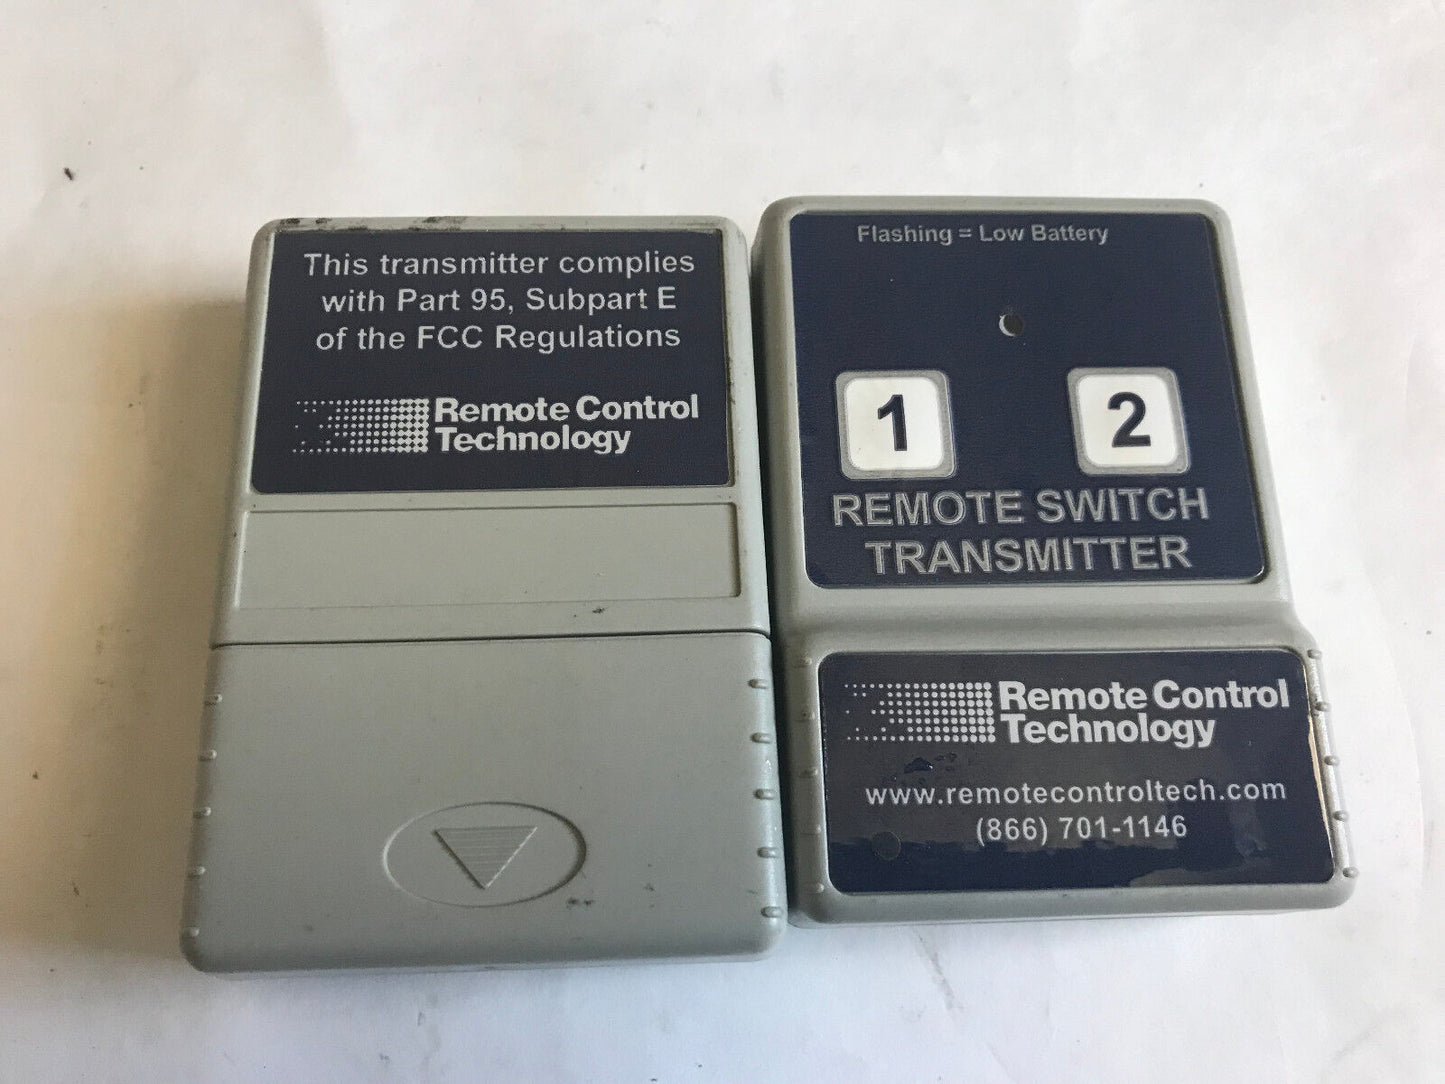 This transmitter complies
with Part 95, Subpart E
of the FCC Regulations
Remote Control
Technology
Flashing = Low Battery
1 2
REMOTE SWITCH
TRANSMITTER
Remote Control
Technology
www.remotecontroltech.com
(866) 701-1146